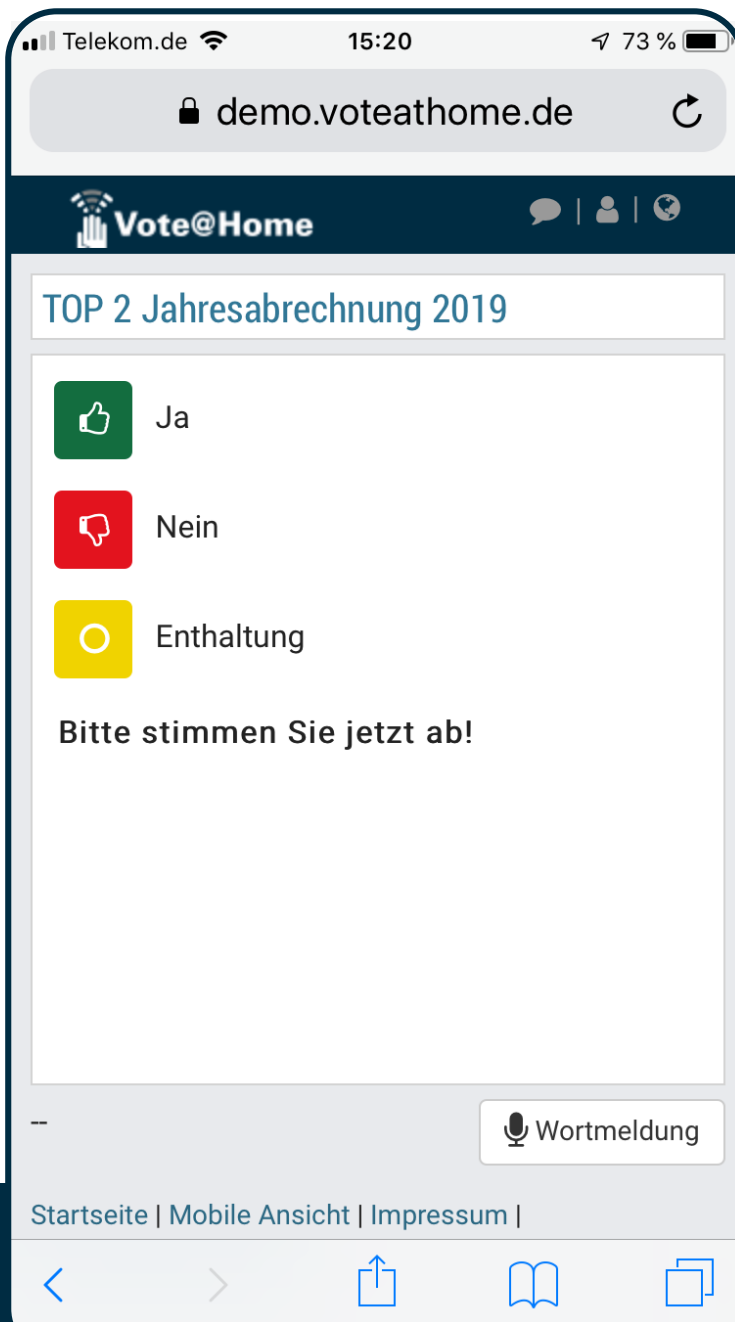 Telekom.de 15:20 73 %
demo.voteathome.de
Vote@Home | |
TOP 2 Jahresabrechnung 2019
Ja
Nein
Enthaltung
Bitte stimmen Sie jetzt ab!
-- Wortmeldung
Startseite | Mobile Ansicht | Impressum |